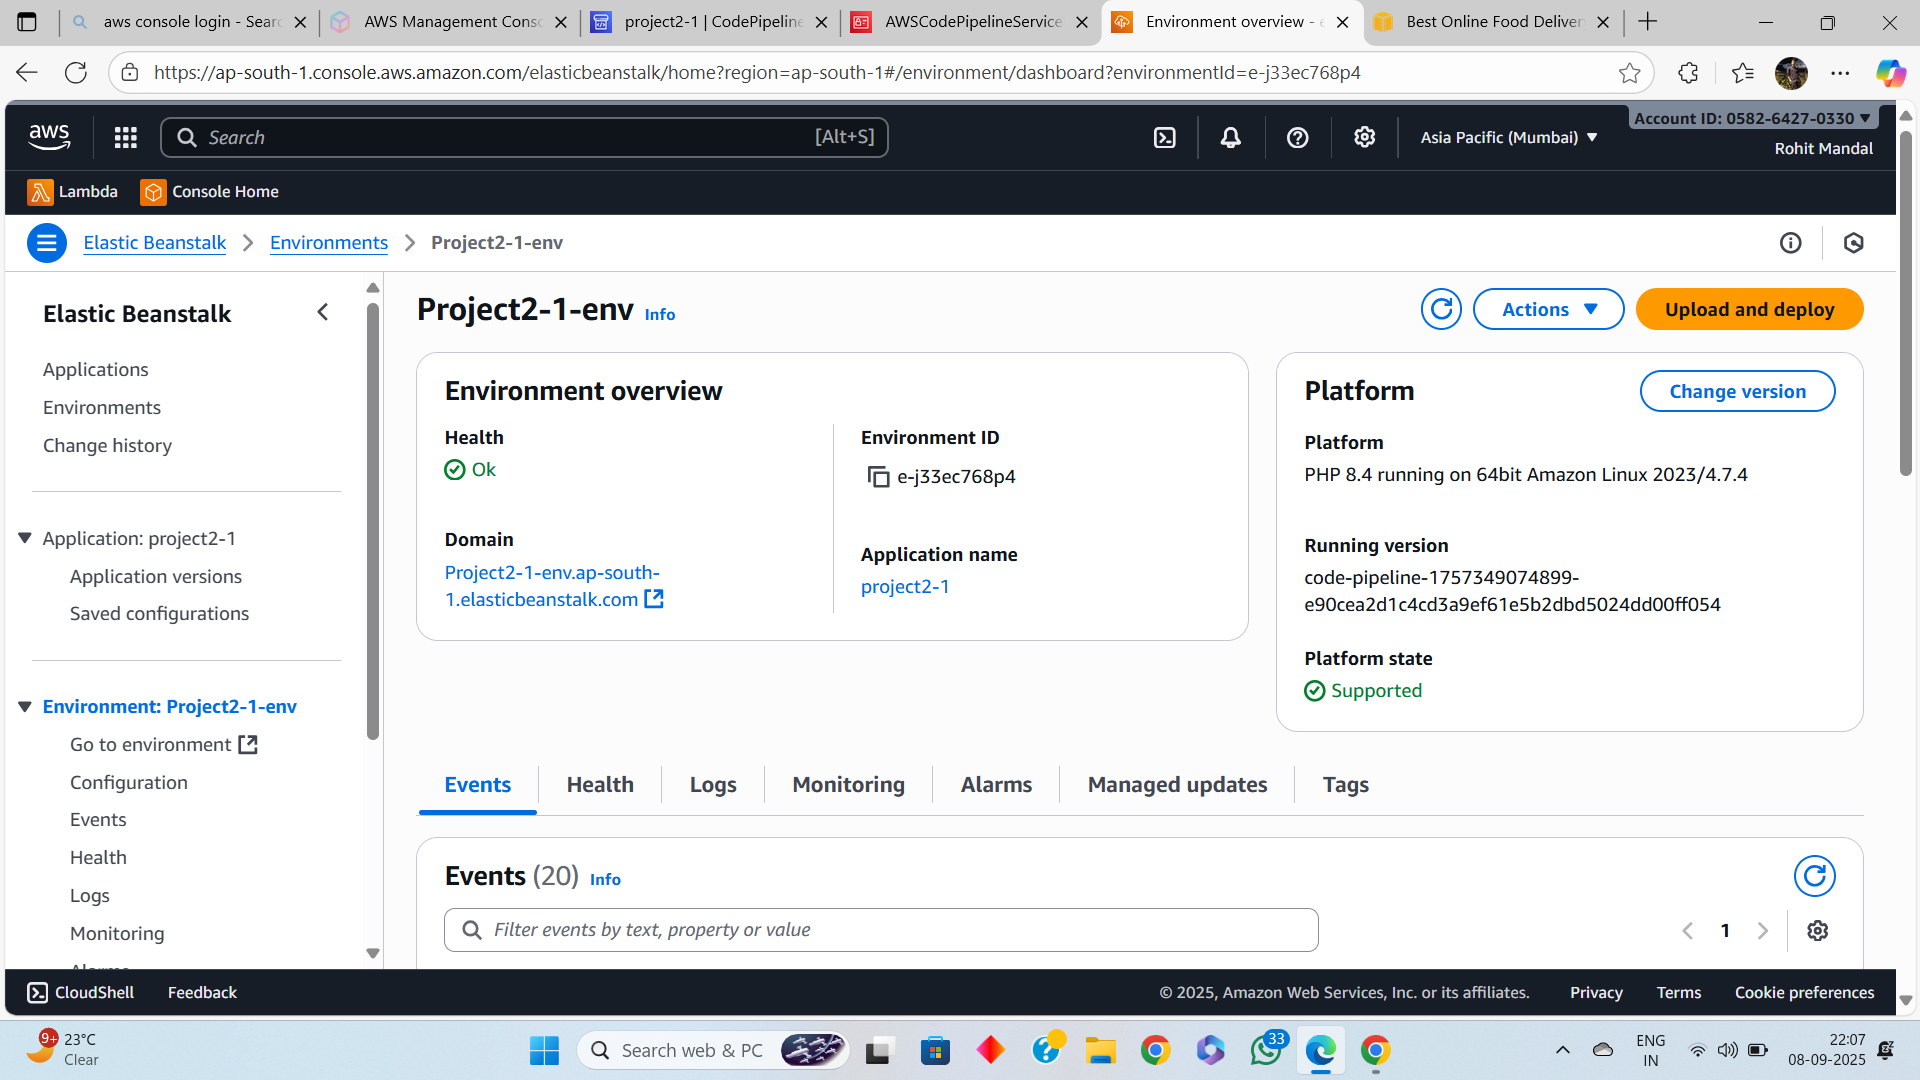 aws console login - Sear
AWS Management Conso
project2-1 | CodePipeline
AWSCodePipelineService
Environment overview - e
Best Online Food Deliver
https://ap-south-1.console.aws.amazon.com/elasticbeanstalk/home?region=ap-south-1#/environment/dashboard?environmentId=e-j33ec768p4
aws
Search
[Alt+S]
Asia Pacific (Mumbai)
Account ID: 0582-6427-0330
Rohit Mandal
Lambda
Console Home
Elastic Beanstalk
Environments
Project2-1-env
Elastic Beanstalk
Applications
Environments
Change history
Application: project2-1
Application versions
Saved configurations
Environment: Project2-1-env
Go to environment
Configuration
Events
Health
Logs
Monitoring
Alarms
Project2-1-env Info
Actions
Upload and deploy
Environment overview
Health
Ok
Domain
Project2-1-env.ap-south-
1.elasticbeanstalk.com
Environment ID
e-j33ec768p4
Application name
project2-1
Platform
Change version
Platform
PHP 8.4 running on 64bit Amazon Linux 2023/4.7.4
Running version
code-pipeline-1757349074899-
e90cea2d1c4cd3a9ef61e5b2dbd5024dd00ff054
Platform state
Supported
Events
Health
Logs
Monitoring
Alarms
Managed updates
Tags
Events (20) Info
Filter events by text, property or value
1
CloudShell
Feedback
© 2025, Amazon Web Services, Inc. or its affiliates.
Privacy
Terms
Cookie preferences
9+
23°C
Clear
Search web & PC
33
ENG
IN
22:07
08-09-2025